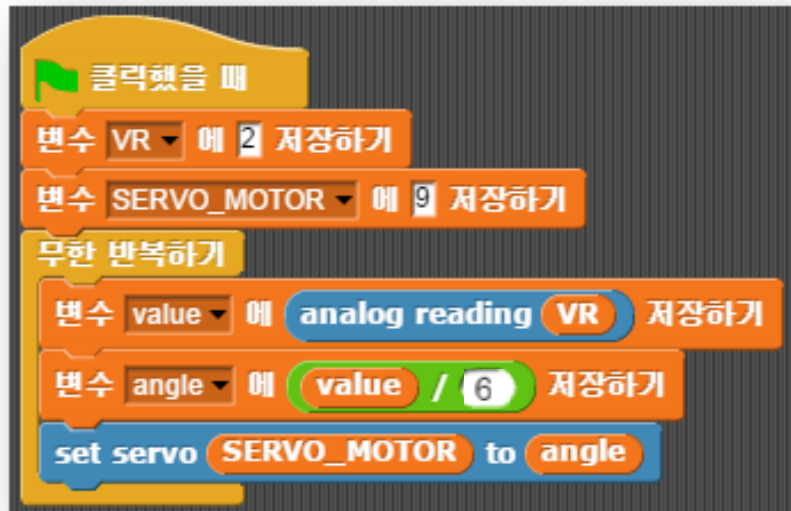 클릭했을 때
변수 VR 에 2 저장하기
변수 SERVO_MOTOR 에 9 저장하기
무한 반복하기
변수 value 에 analog reading VR 저장하기
변수 angle 에 value / 6 저장하기
set servo SERVO_MOTOR to angle